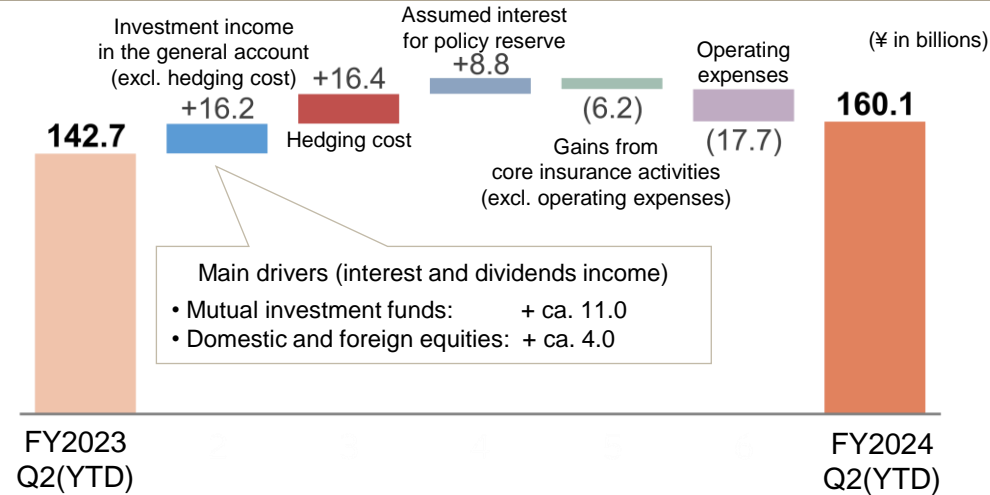 (¥ in billions)
142.7
Investment income
in the general account
(excl. hedging cost)
+16.2
+16.4
Hedging cost
Assumed interest
for policy reserve
+8.8
(6.2)
Gains from
core insurance activities
(excl. operating expenses)
Operating
expenses
(17.7)
160.1
Main drivers (interest and dividends income)
• Mutual investment funds: + ca. 11.0
• Domestic and foreign equities: + ca. 4.0
FY2023
Q2(YTD)
FY2024
Q2(YTD)